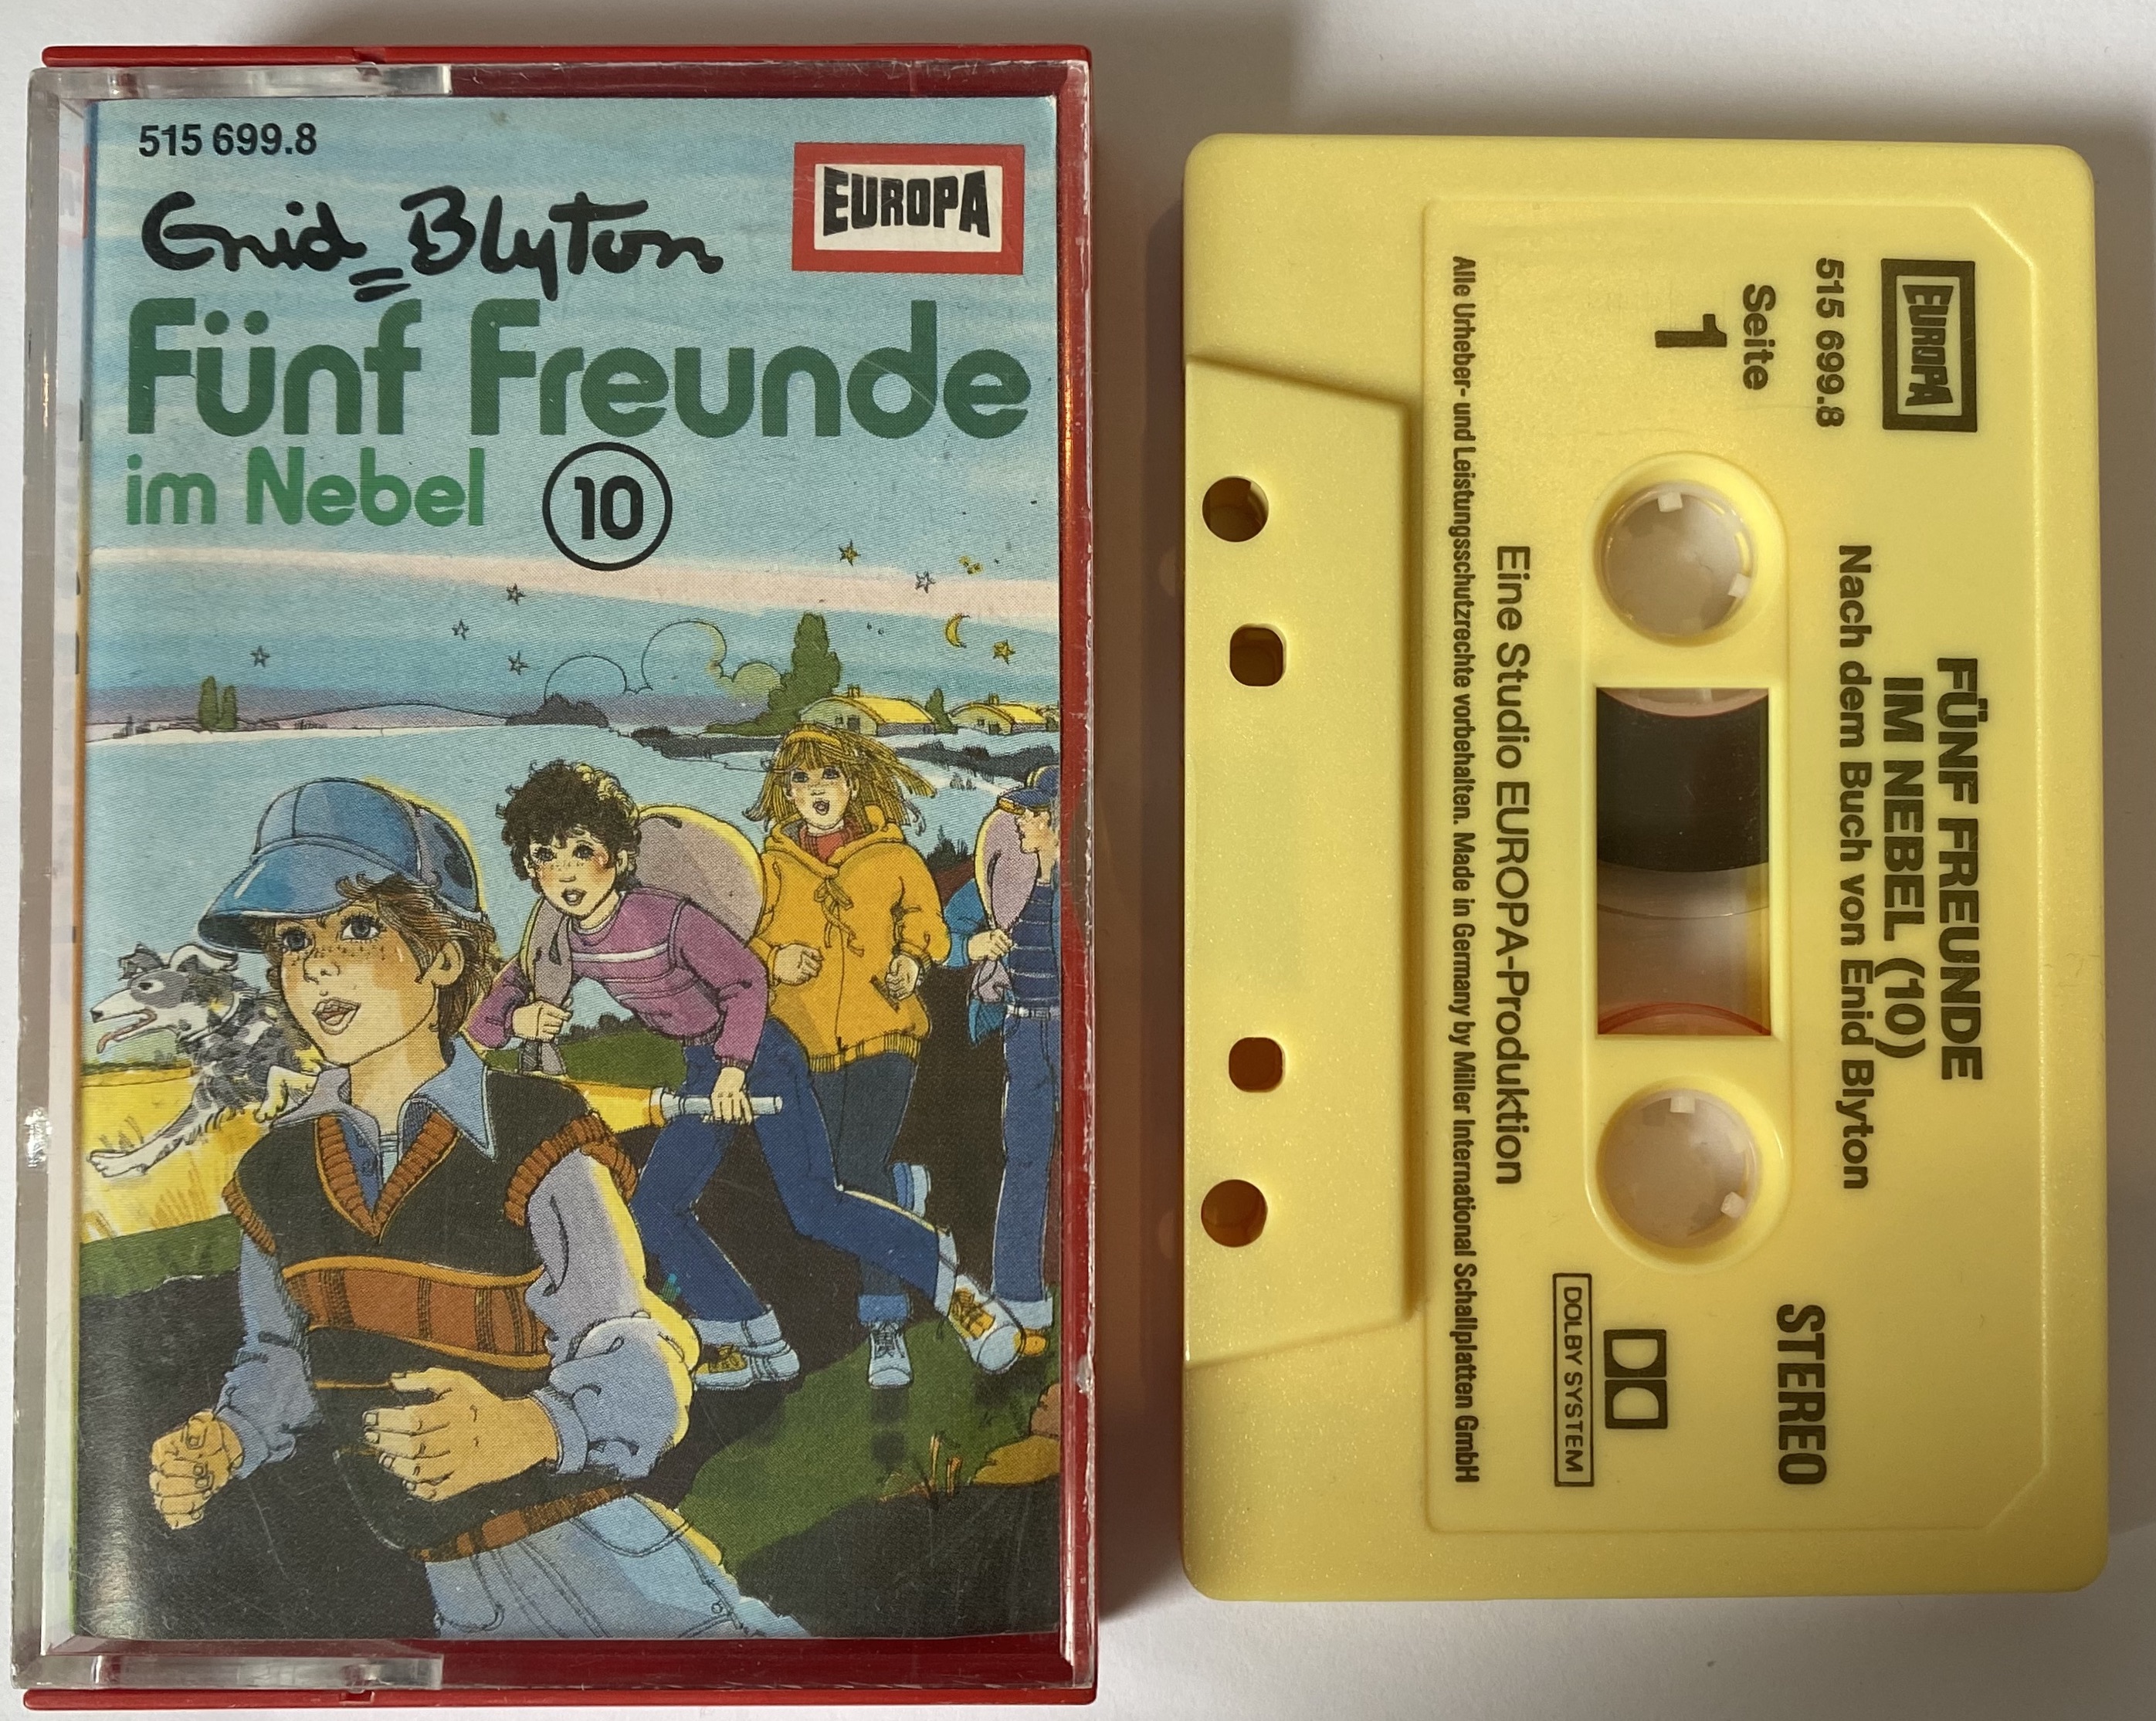 515 699.8
EUROPA
Enid Blyton
Fünf Freunde
im Nebel
10
EUROPA
515 699.8
Seite
1
FÜNF FREUNDE
IM NEBEL (10)
Nach dem Buch von Enid Blyton
STEREO
DOLBY SYSTEM
Eine Studio EUROPA-Produktion
Alle Urheber- und Leistungsschutzrechte vorbehalten. Made in Germany by Miller International Schallplatten GmbH